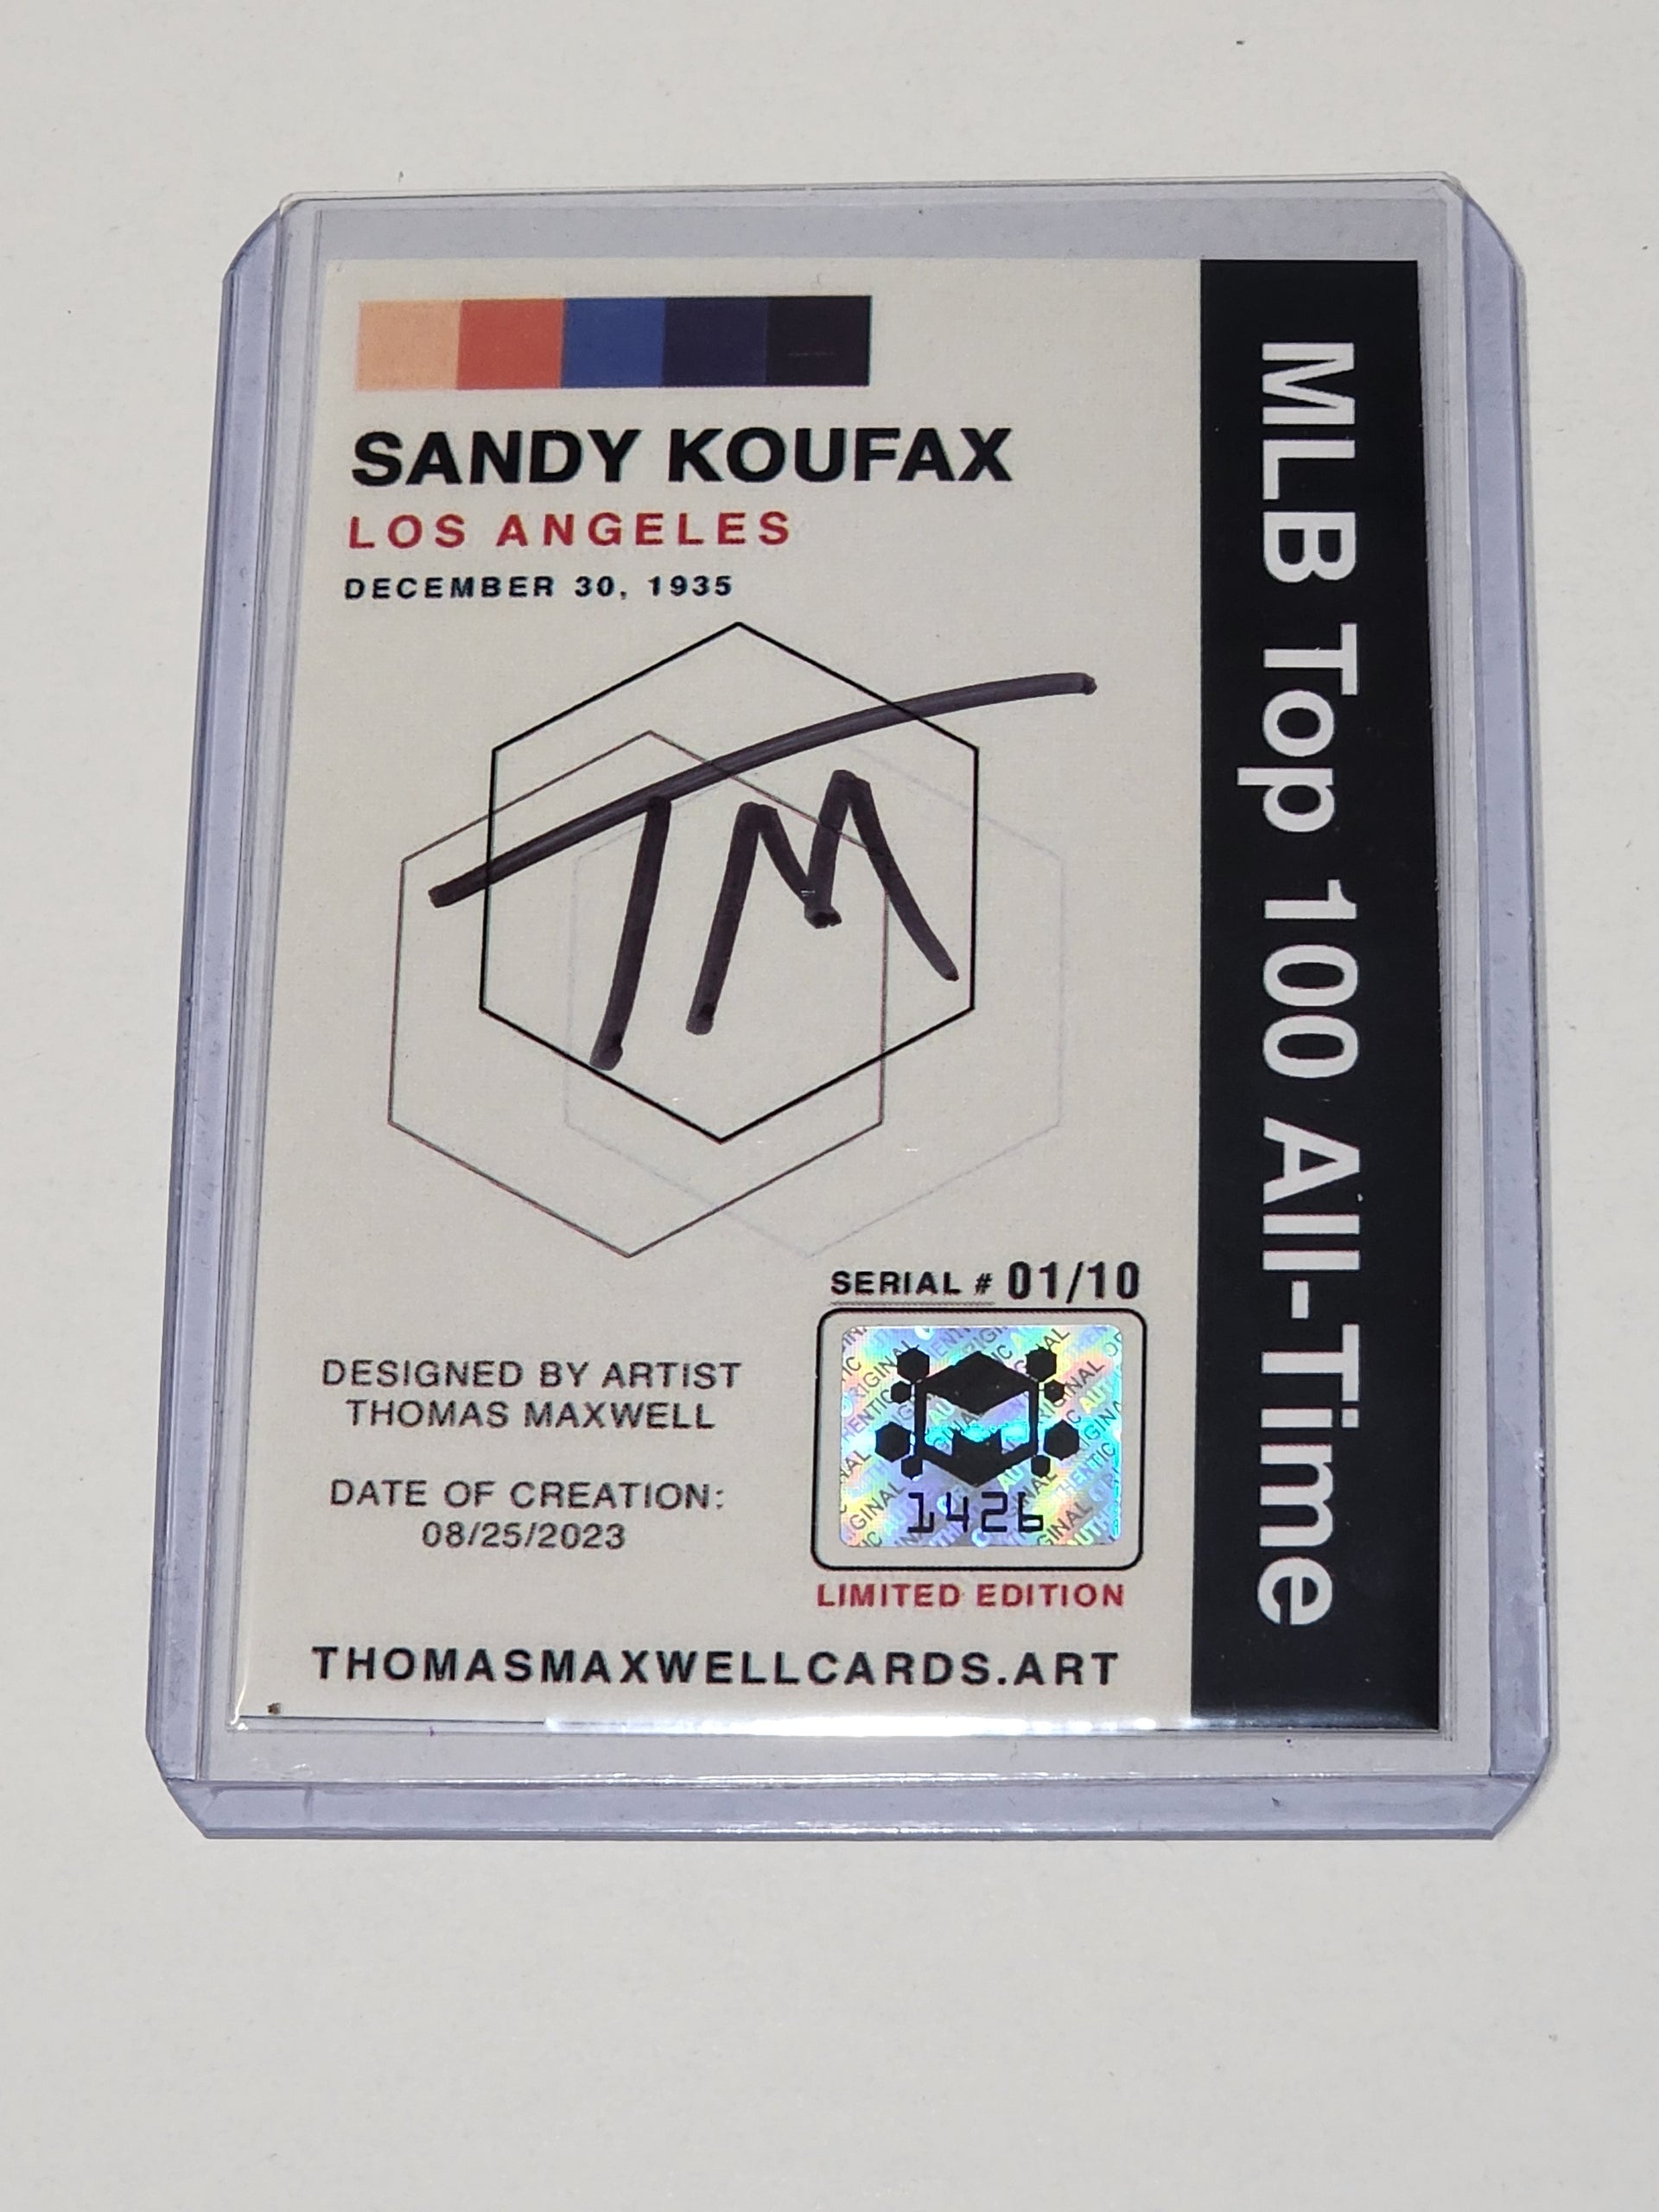 SANDY KOUFAX
LOS ANGELES
DECEMBER 30, 1935
TM
SERIAL # 01/10
1426
LIMITED EDITION
DESIGNED BY ARTIST
THOMAS MAXWELL
DATE OF CREATION:
08/25/2023
THOMASMAXWELLCARDS.ART
MLB Top 100 All-Time